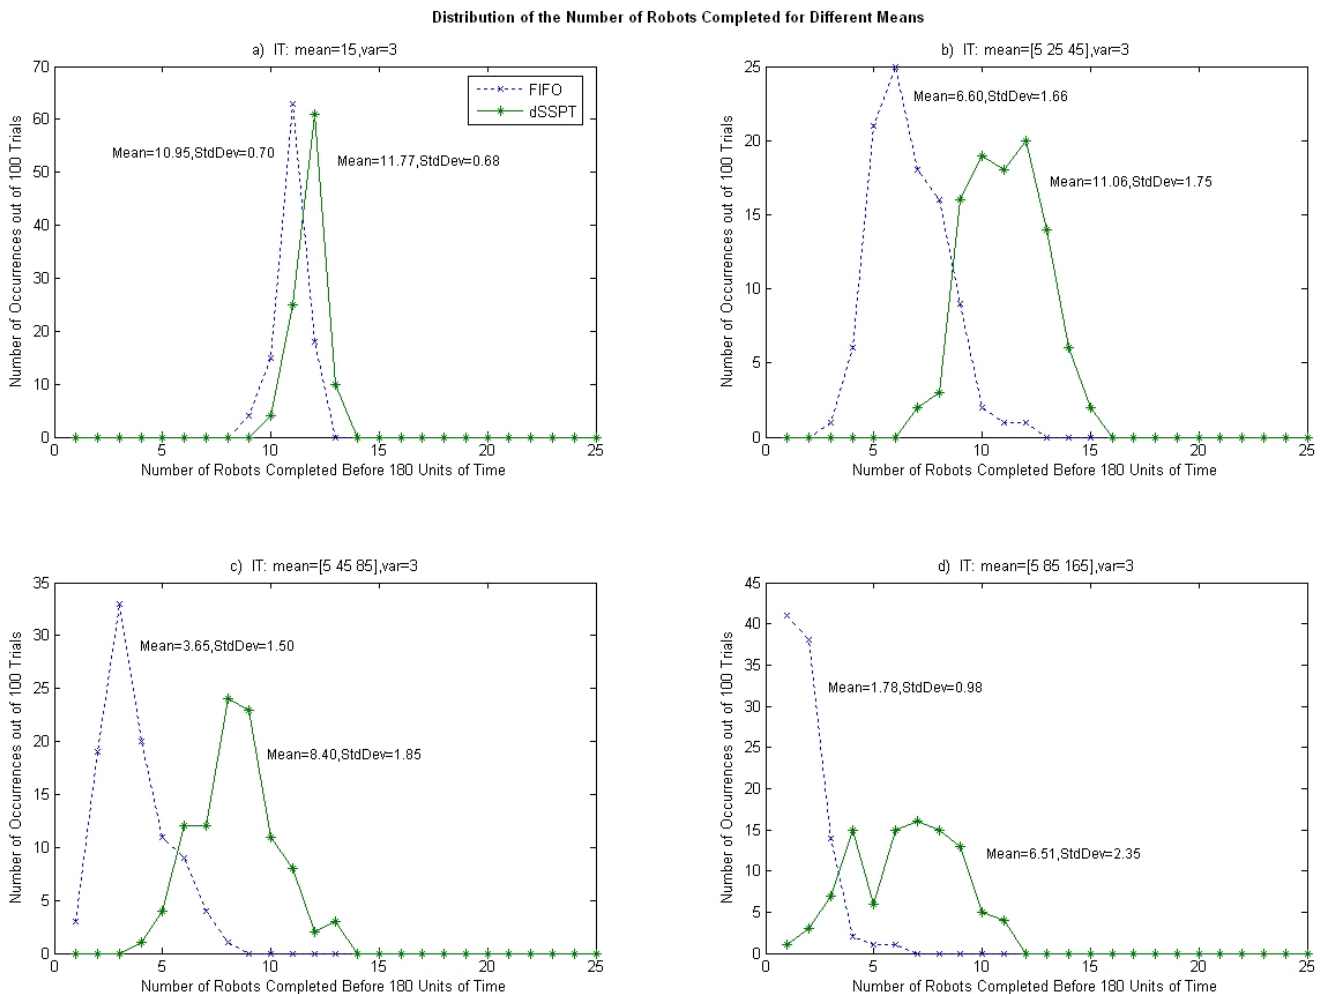 Distribution of the Number of Robots Completed for Different Means
a) IT: mean=15,var=3
70
60
50
40
30
20
10
0
0 5 10 15 20 25
Number of Occurrences out of 100 Trials
Number of Robots Completed Before 180 Units of Time
FIFO
dSSPT
Mean=10.95,StdDev=0.70
Mean=11.77,StdDev=0.68
b) IT: mean=[5 25 45],var=3
25
20
15
10
5
0
0 5 10 15 20 25
Number of Occurrences out of 100 Trials
Number of Robots Completed Before 180 Units of Time
Mean=6.60,StdDev=1.66
Mean=11.06,StdDev=1.75
c) IT: mean=[5 45 85],var=3
35
30
25
20
15
10
5
0
0 5 10 15 20 25
Number of Occurrences out of 100 Trials
Number of Robots Completed Before 180 Units of Time
Mean=3.65,StdDev=1.50
Mean=8.40,StdDev=1.85
d) IT: mean=[5 85 165],var=3
45
40
35
30
25
20
15
10
5
0
0 5 10 15 20 25
Number of Occurrences out of 100 Trials
Number of Robots Completed Before 180 Units of Time
Mean=1.78,StdDev=0.98
Mean=6.51,StdDev=2.35